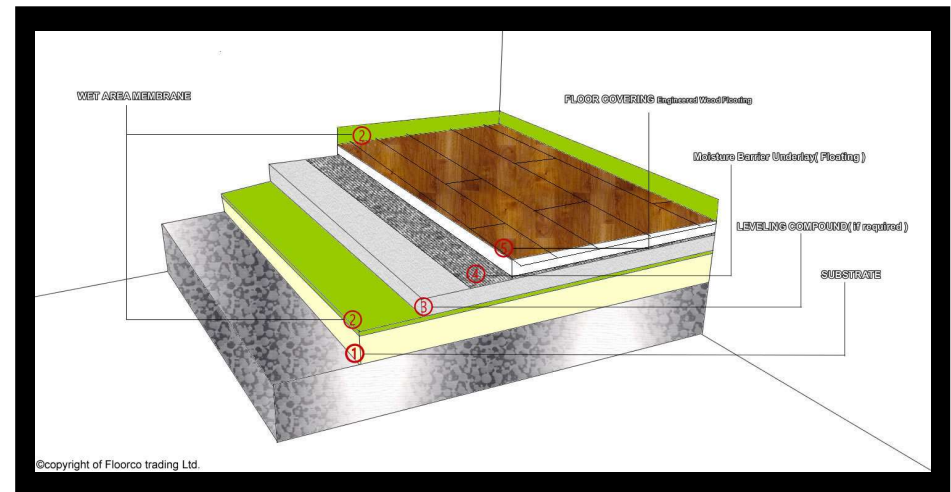 WET AREA MEMBRANE
FLOOR COVERING Engineered Wood Flooring
2
Moisture Barrier Underlay( Floating )
LEVELING COMPOUND( if required )
5
4
SUBSTRATE
3
2
1
©copyright of Floorco trading Ltd.